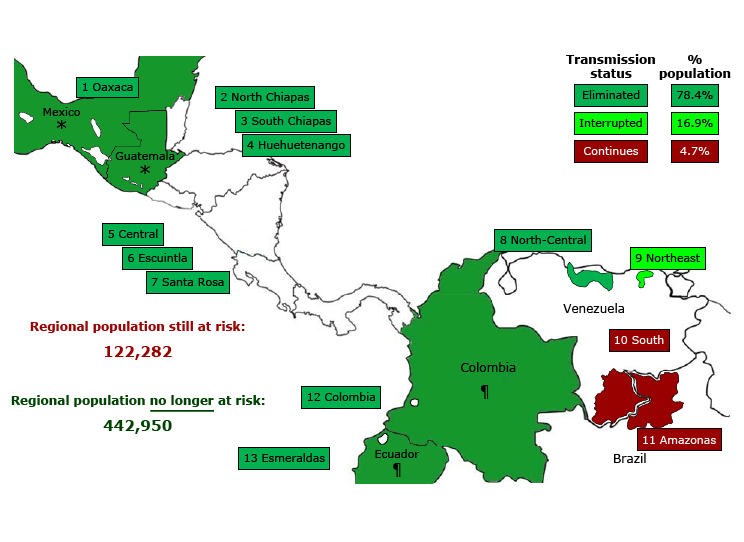 Transmission status
% population
Eliminated
78.4%
Interrupted
16.9%
Continues
4.7%
1 Oaxaca
Mexico
*
2 North Chiapas
3 South Chiapas
4 Huehuetenango
Guatemala
*
5 Central
6 Escuintla
7 Santa Rosa
8 North-Central
9 Northeast
Venezuela
10 South
Regional population still at risk:
122,282
Regional population no longer at risk:
442,950
Colombia
¶
12 Colombia
11 Amazonas
Brazil
13 Esmeraldas
Ecuador
¶